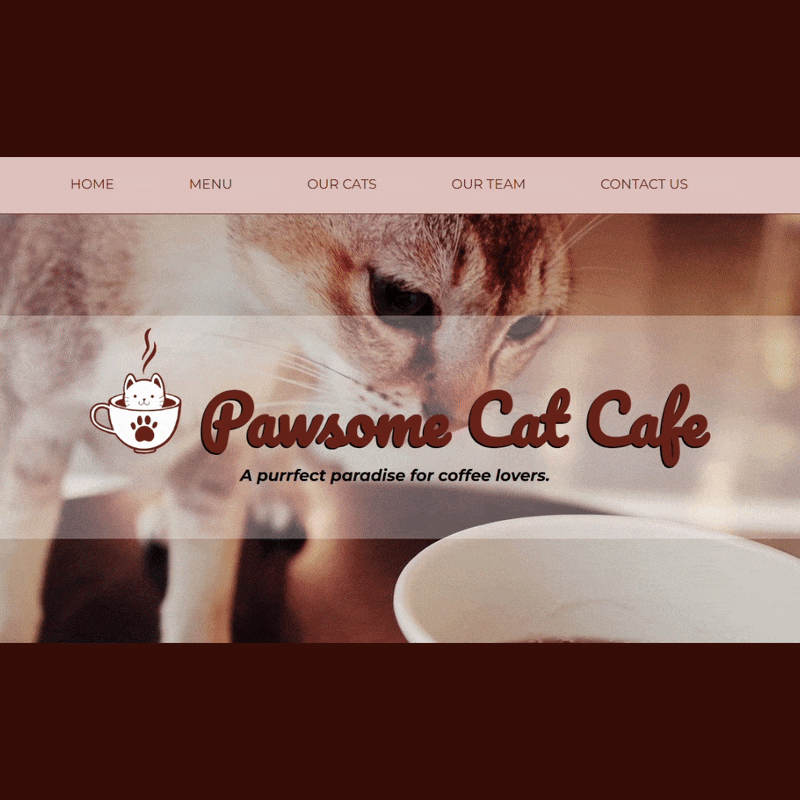 HOME MENU OUR CATS OUR TEAM CONTACT US
Pawsome Cat Cafe
A purrfect paradise for coffee lovers.